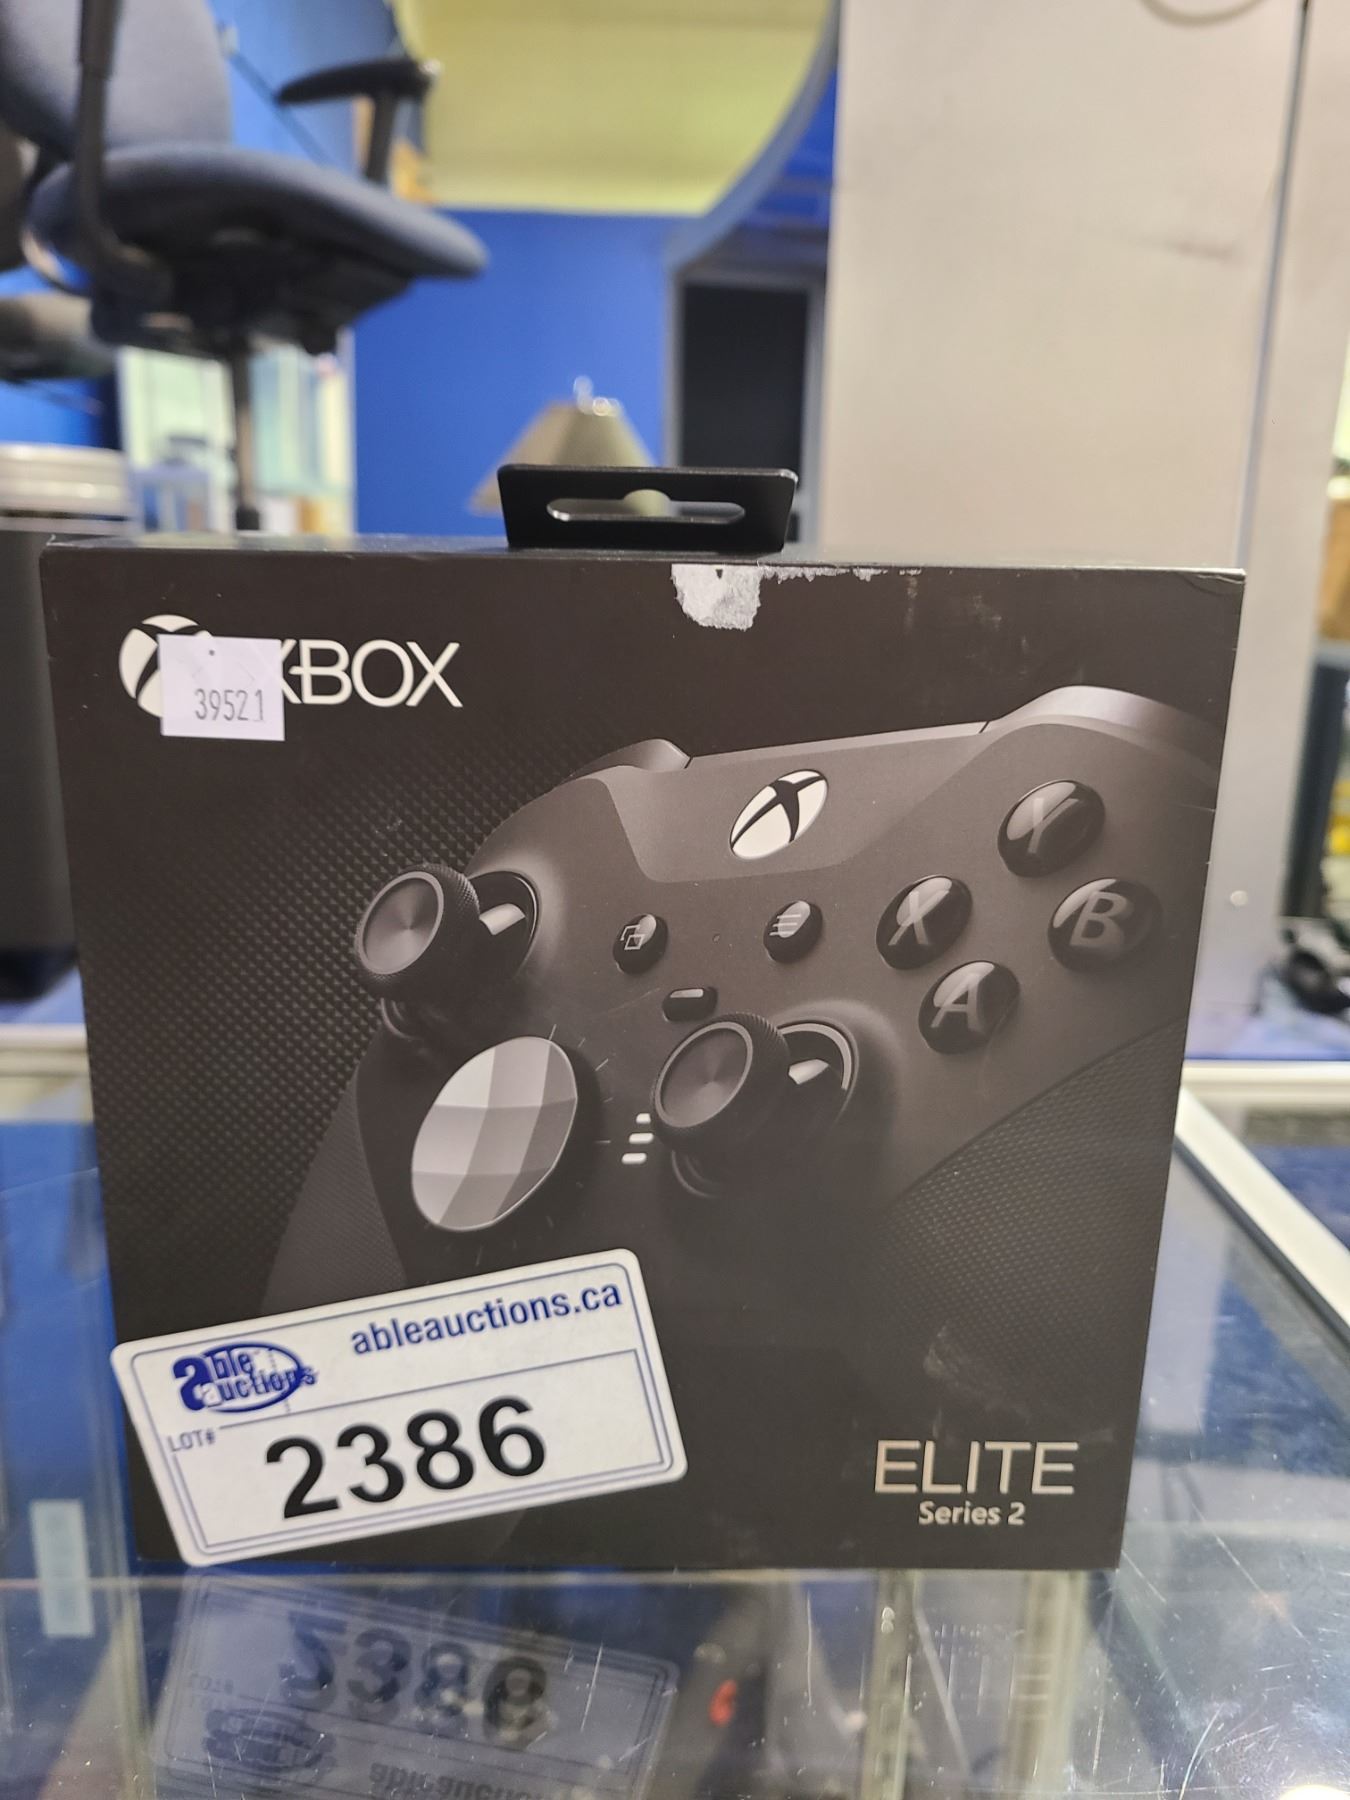 XBOX
39521
Y
X
B
A
ableauctions.ca
able auctions
LOT#
2386
ELITE
Series 2